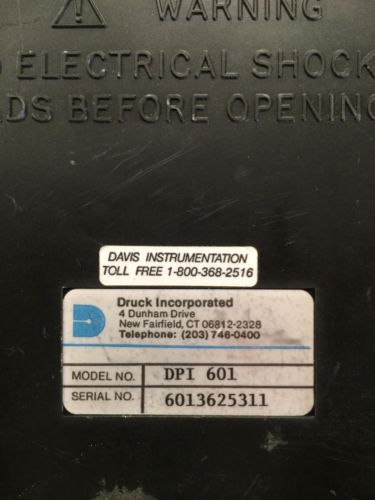 WARNING
ELECTRICAL SHOCK
BEFORE OPENING
DAVIS INSTRUMENTATION
TOLL FREE 1-800-368-2516
Druck Incorporated
4 Dunham Drive
New Fairfield, CT 06812-2328
Telephone: (203) 746-0400
MODEL NO. DPI 601
SERIAL NO. 6013625311